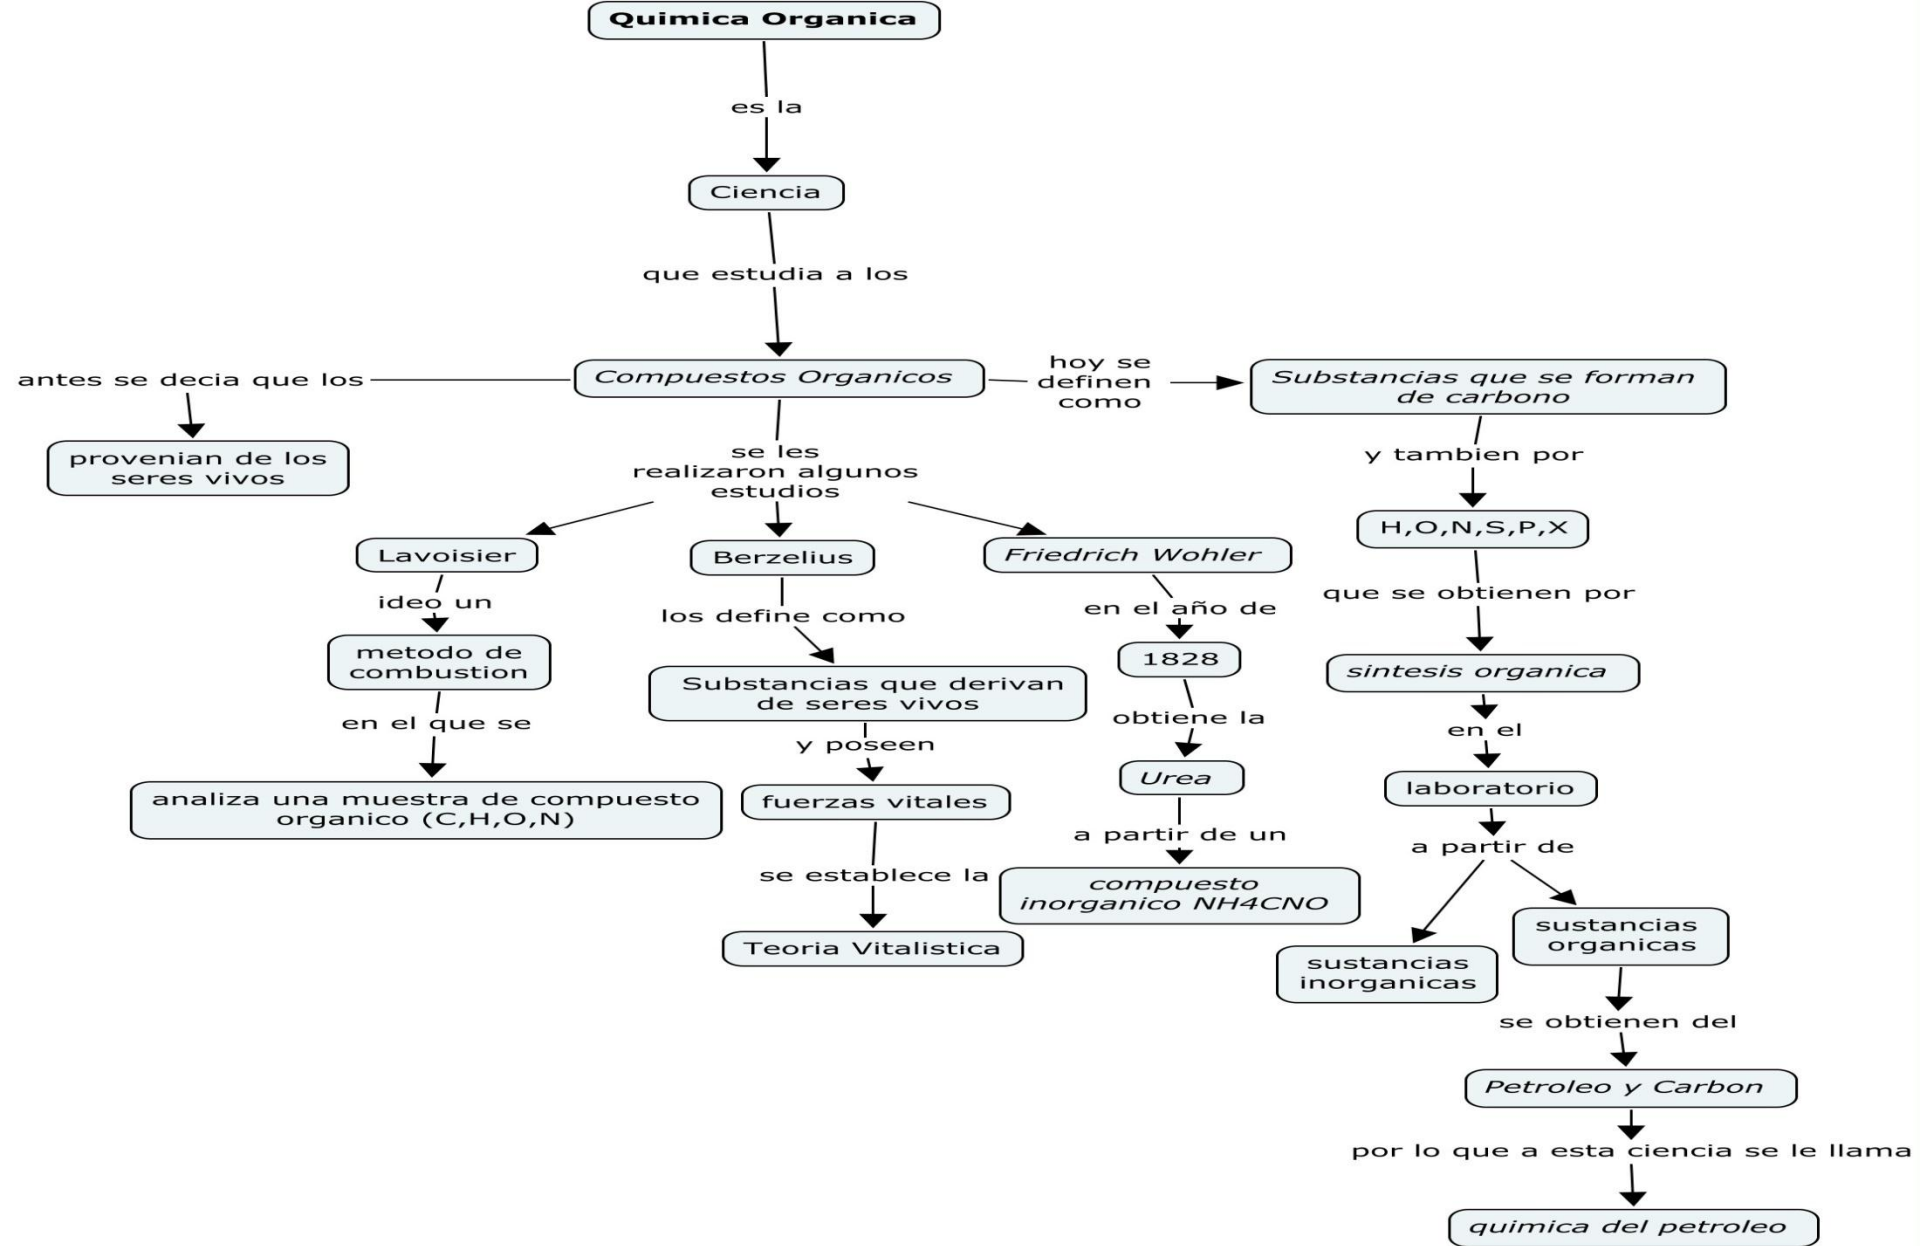 Quimica Organica
es la
Ciencia
que estudia a los
Compuestos Organicos
antes se decia que los
provenian de los
seres vivos
hoy se
definen
como
Substancias que se forman
de carbono
se les
realizaron algunos
estudios
Lavoisier
ideo un
metodo de
combustion
en el que se
analiza una muestra de compuesto
organico (C,H,O,N)
Berzelius
los define como
Substancias que derivan
de seres vivos
y poseen
fuerzas vitales
se establece la
Teoria Vitalistica
Friedrich Wohler
en el año de
1828
obtiene la
Urea
a partir de un
compuesto
inorganico NH4CNO
y tambien por
H,O,N,S,P,X
que se obtienen por
sintesis organica
en el
laboratorio
a partir de
sustancias
inorganicas
sustancias
organicas
se obtienen del
Petroleo y Carbon
por lo que a esta ciencia se le llama
quimica del petroleo